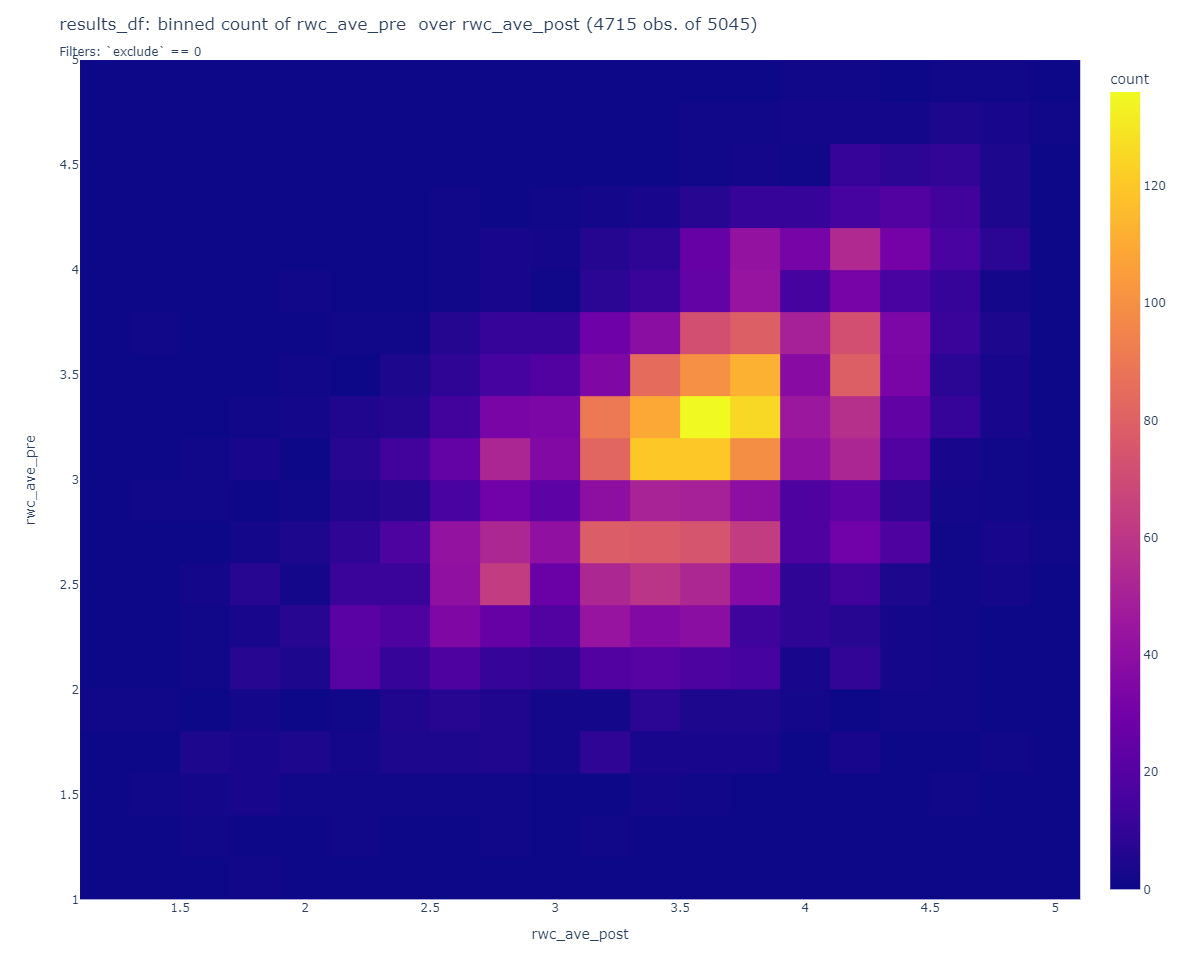 results_df: binned count of rwc_ave_pre  over rwc_ave_post (4715 obs. of 5045)
Filters: `exclude` == 0
count
5
4.5
4
3.5
3
2.5
2
1.5
1
rwc_ave_pre
1.5 2 2.5 3 3.5 4 4.5 5
rwc_ave_post
120
100
80
60
40
20
0